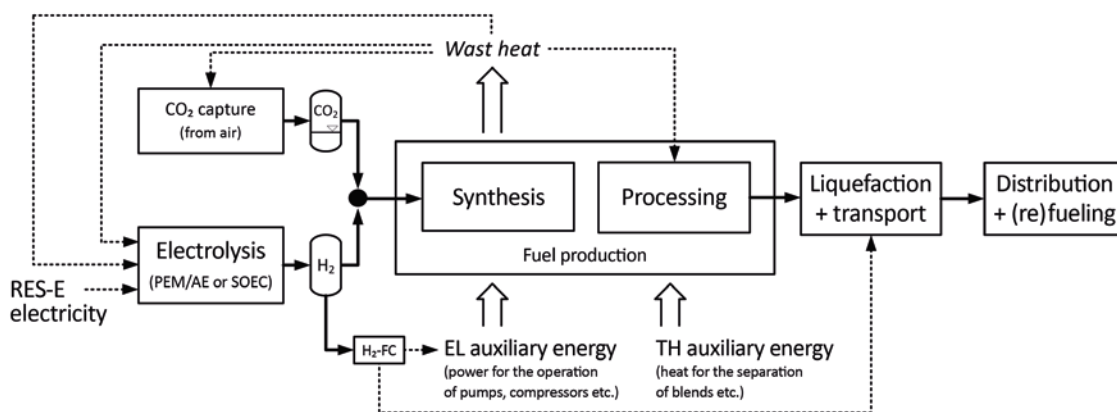 Wast heat
CO₂ capture
(from air)
CO₂
Synthesis
Processing
Fuel production
Liquefaction
+ transport
Distribution
+ (re)fueling
Electrolysis
(PEM/AE or SOEC)
H₂
RES-E
electricity
H₂-FC
EL auxiliary energy
(power for the operation
of pumps, compressors etc.)
TH auxiliary energy
(heat for the separation
of blends etc.)